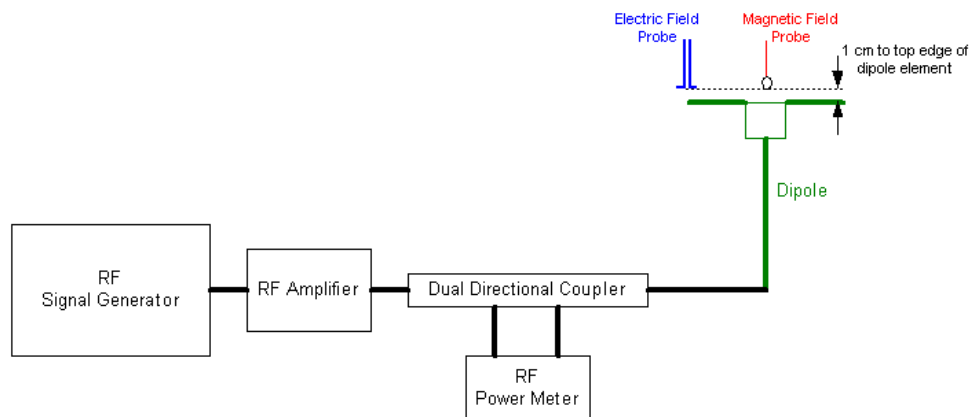 Electric Field
Probe
Magnetic Field
Probe
1 cm to top edge of
dipole element
Dipole
RF
Signal Generator
RF Amplifier
Dual Directional Coupler
RF
Power Meter